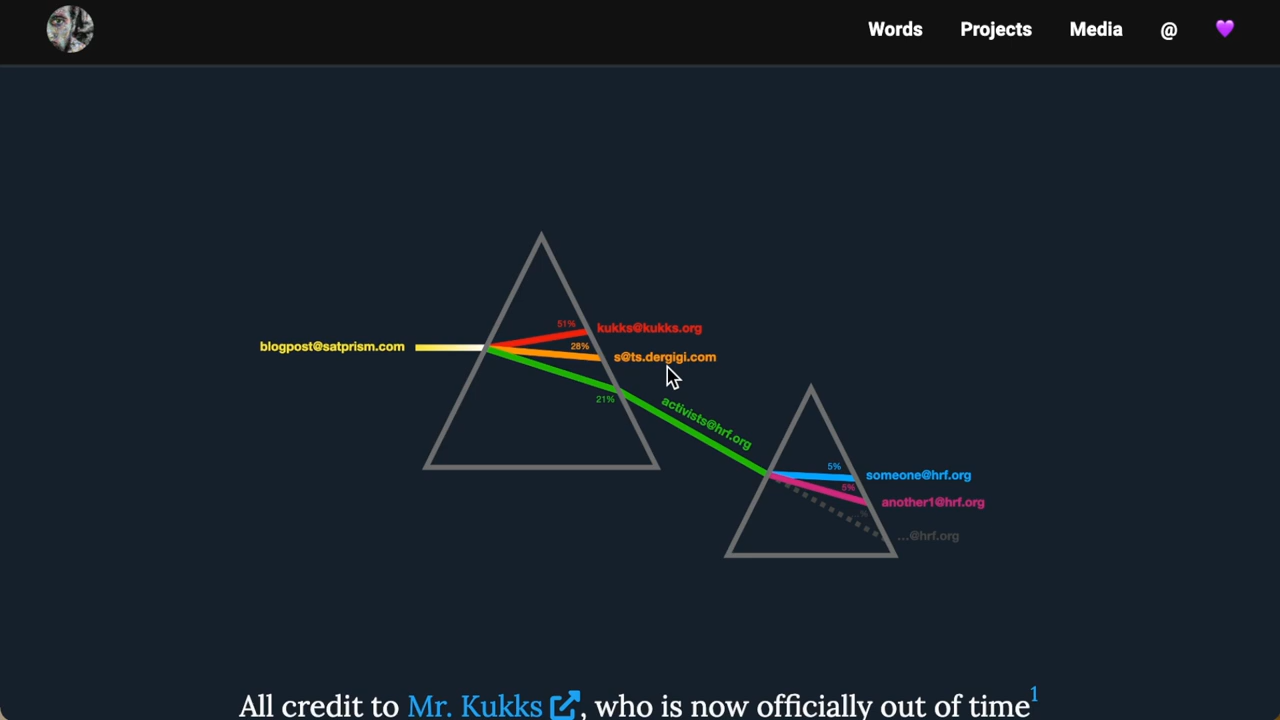 Words Projects Media @
51% kukks@kukks.org
blogpost@satprism.com 28% s@ts.dergigi.com
21% activists@hrf.org
5% someone@hrf.org
5% another1@hrf.org
...% ...@hrf.org
All credit to Mr. Kukks, who is now officially out of time1